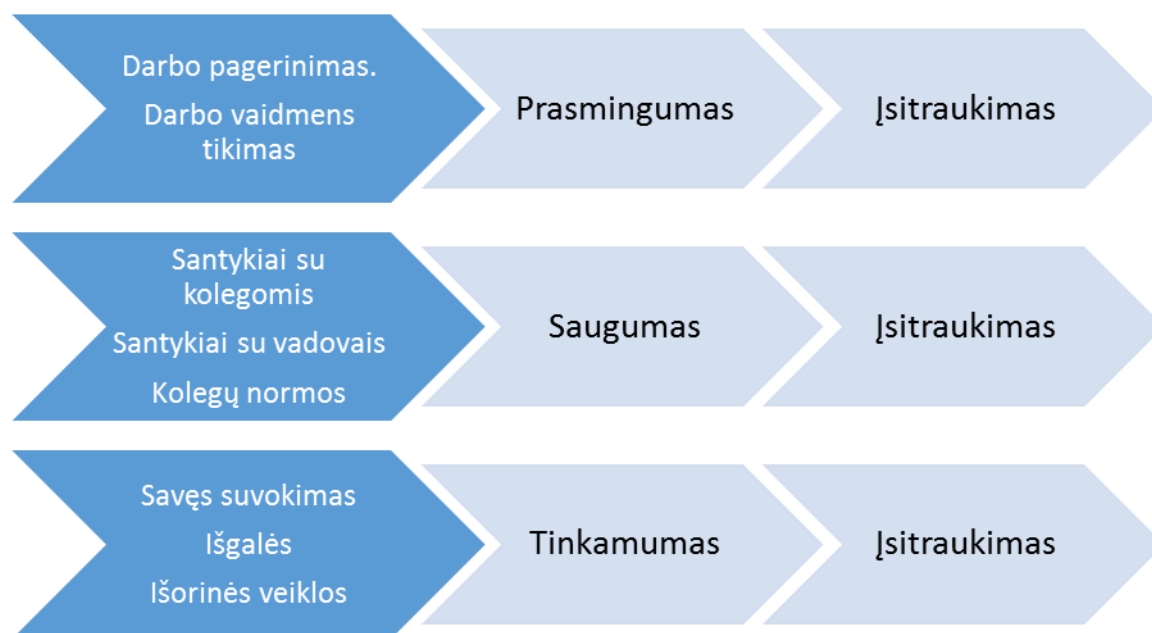 Darbo pagerinimas.
Darbo vaidmens
tikimas
Prasmingumas
Įsitraukimas
Santykiai su
kolegomis
Santykiai su vadovais
Kolegų normos
Saugumas
Įsitraukimas
Savęs suvokimas
Išgalės
Išorinės veiklos
Tinkamumas
Įsitraukimas